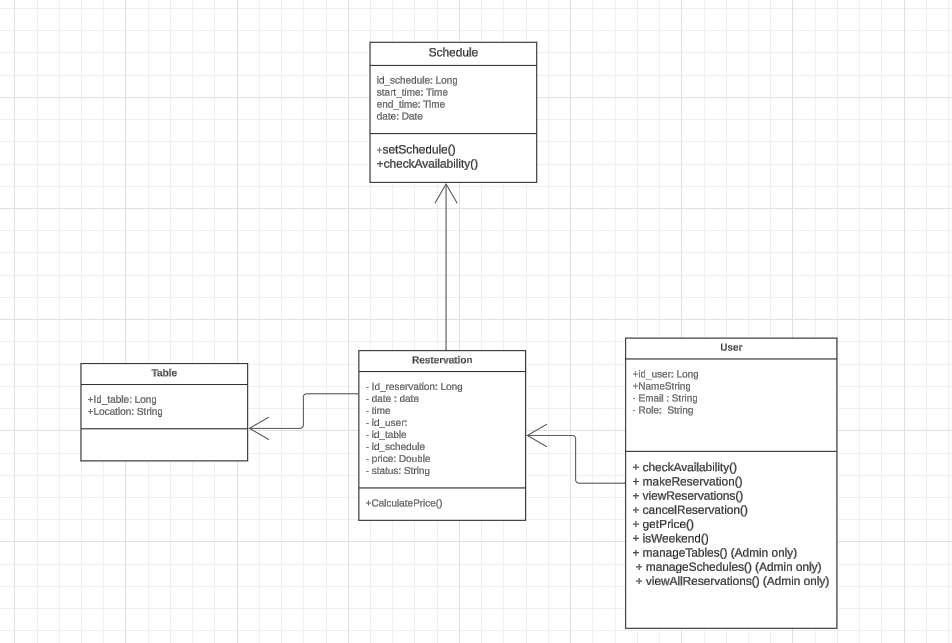 Schedule
id_schedule: Long
start_time: Time
end_time: Time
date: Date
+setSchedule()
+checkAvailability()
Table
+Id_table: Long
+Location: String
Restervation
- Id_reservation: Long
- date : date
- time
- id_user:
- id_table
- id_schedule
- price: Double
- status: String
+CalculatePrice()
User
+id_user: Long
+NameString
- Email : String
- Role:  String
+ checkAvailability()
+ makeReservation()
+ viewReservations()
+ cancelReservation()
+ getPrice()
+ isWeekend()
+ manageTables() (Admin only)
+ manageSchedules() (Admin only)
+ viewAllReservations() (Admin only)